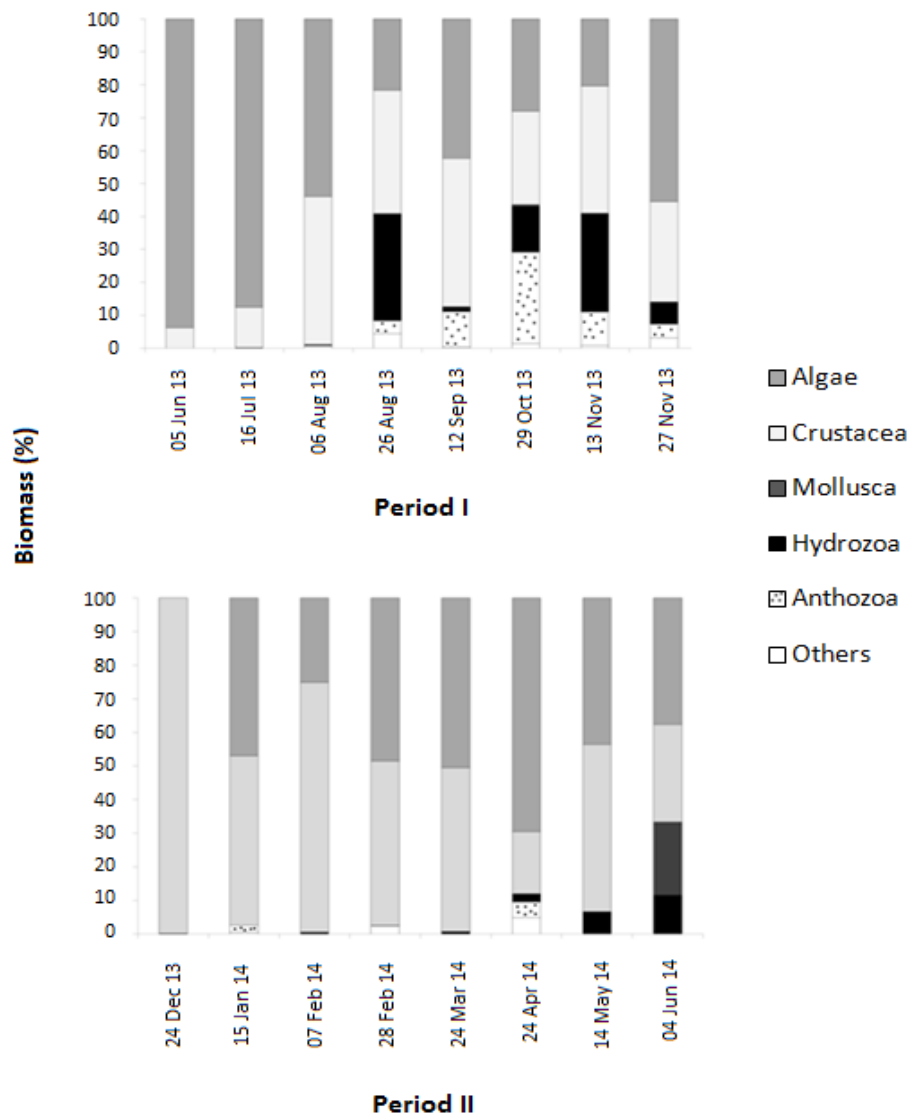 100
90
80
70
60
50
40
30
20
10
0
05 Jun 13
16 Jul 13
06 Aug 13
26 Aug 13
12 Sep 13
29 Oct 13
13 Nov 13
27 Nov 13
Period I
Biomass (%)
Algae
Crustacea
Mollusca
Hydrozoa
Anthozoa
Others
100
90
80
70
60
50
40
30
20
10
0
24 Dec 13
15 Jan 14
07 Feb 14
28 Feb 14
24 Mar 14
24 Apr 14
14 May 14
04 Jun 14
Period II